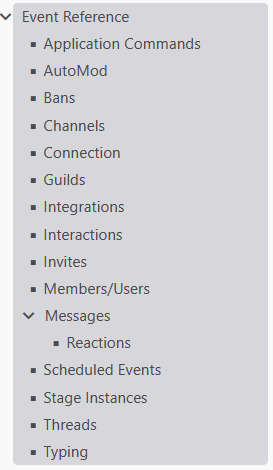 Event Reference
Application Commands
AutoMod
Bans
Channels
Connection
Guilds
Integrations
Interactions
Invites
Members/Users
Messages
Reactions
Scheduled Events
Stage Instances
Threads
Typing